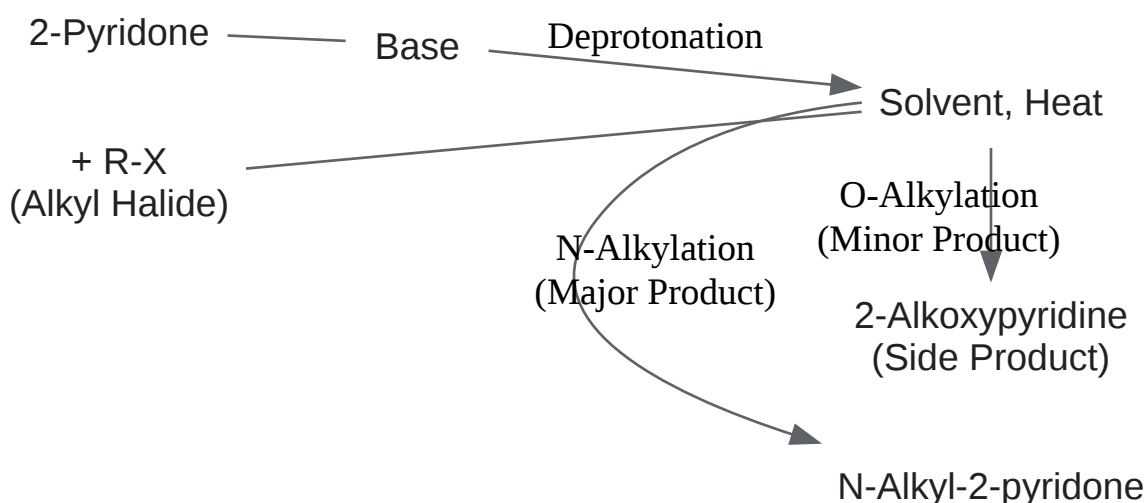 2-Pyridone
Base
Deprotonation
Solvent, Heat
+ R-X
(Alkyl Halide)
O-Alkylation
(Minor Product)
N-Alkylation
(Major Product)
2-Alkoxypyridine
(Side Product)
N-Alkyl-2-pyridone